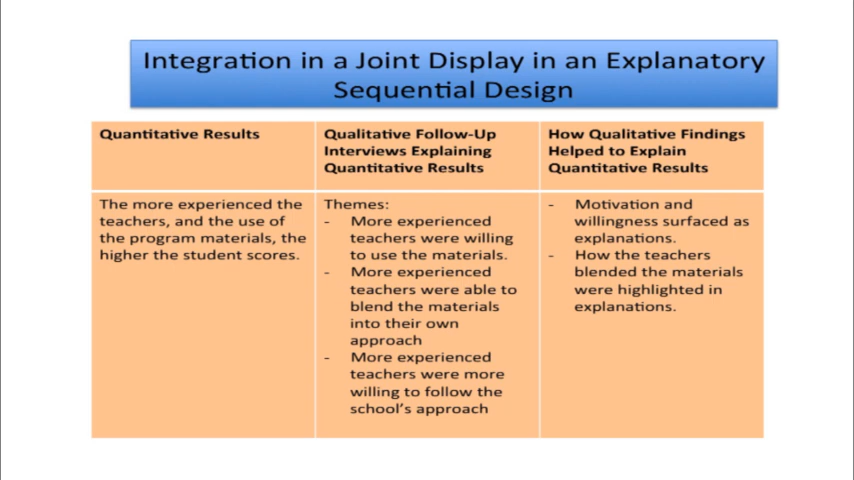 Integration in a Joint Display in an Explanatory
Sequential Design
Quantitative Results
Qualitative Follow-Up
Interviews Explaining
Quantitative Results
How Qualitative Findings
Helped to Explain
Quantitative Results
The more experienced the
teachers, and the use of
the program materials, the
higher the student scores.
Themes:
- More experienced
teachers were willing
to use the materials.
- More experienced
teachers were able to
blend the materials
into their own
approach
- More experienced
teachers were more
willing to follow the
school's approach
- Motivation and
willingness surfaced as
explanations.
- How the teachers
blended the materials
were highlighted in
explanations.